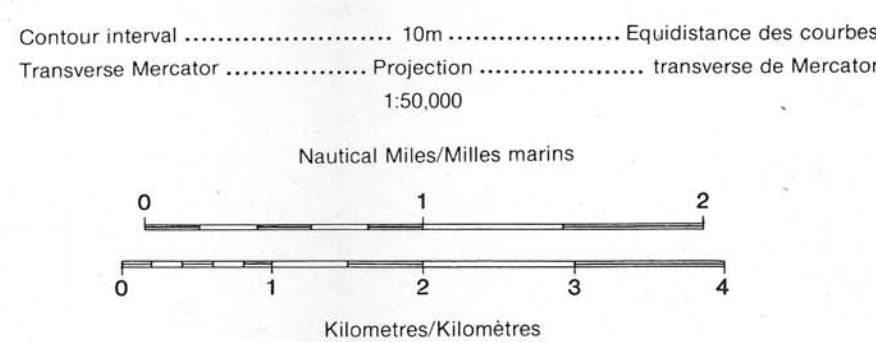 Contour interval ............................ 10m ....................... Equidistance des courbes
Transverse Mercator .................. Projection ..................... transverse de Mercator
1:50,000
Nautical Miles/Milles marins
0 1 2
0 1 2 3 4
Kilometres/Kilomètres